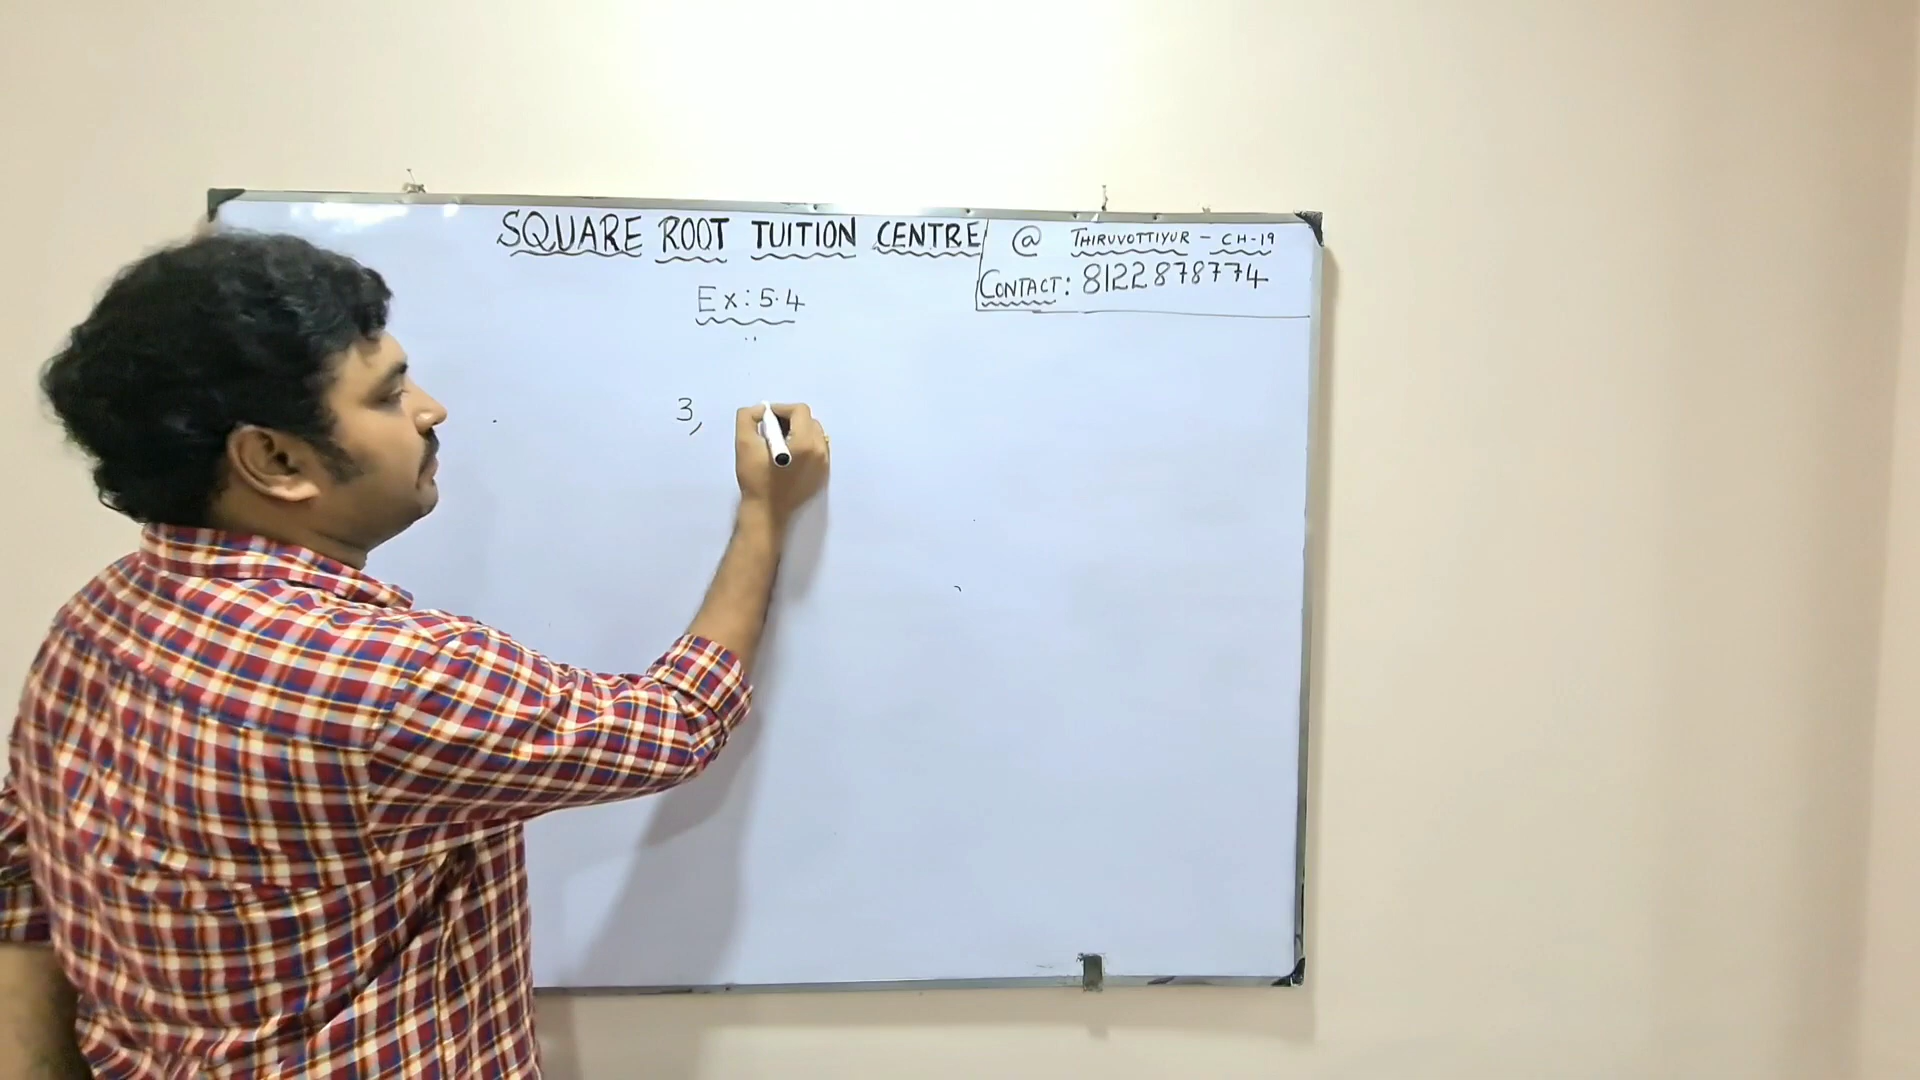 SQUARE ROOT TUITION CENTRE @ THIRUVOTTIYUR - CH-19
CONTACT: 8122878774
Ex: 5.4
3,